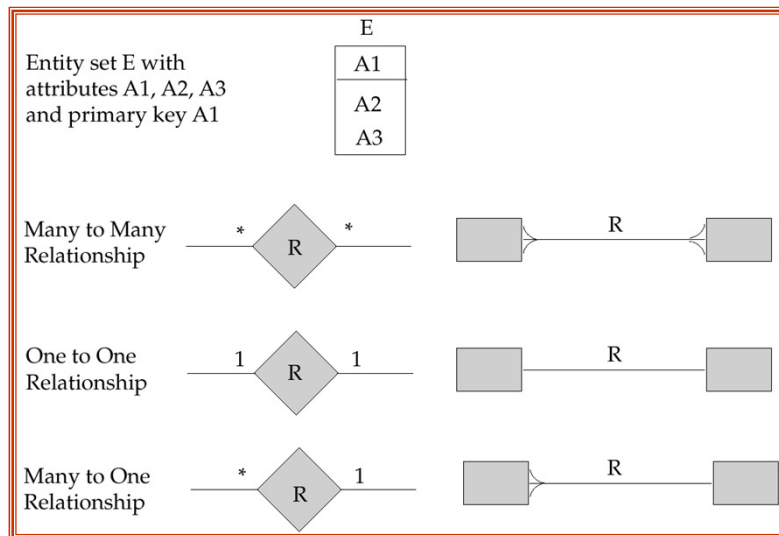 E
Entity set E with
attributes A1, A2, A3
and primary key A1
A1
A2
A3
Many to Many
Relationship
*
R
*
R
One to One
Relationship
1
R
1
R
Many to One
Relationship
*
R
1
R